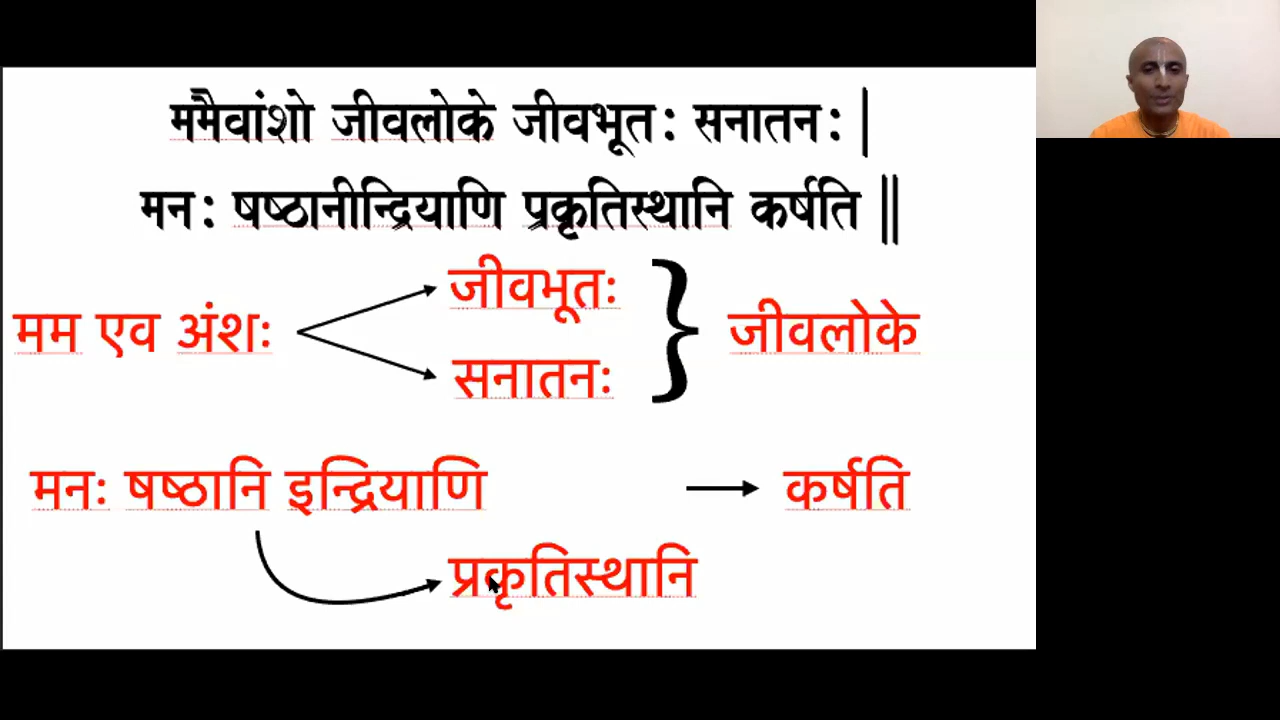 ममैवांशो जीवलोके जीवभूतः सनातनः |
मनः षष्ठानीन्द्रियाणि प्रकृतिस्थानि कर्षति ||
जीवभूतः
मम एव अंशः
जीवलोके
सनातनः
मनः षष्ठानि इन्द्रियाणि
कर्षति
प्रकृतिस्थानि